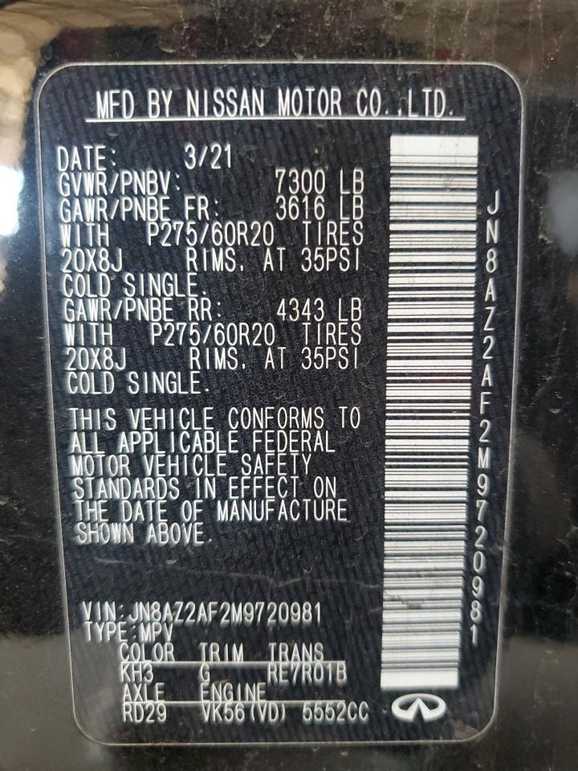 MFD BY NISSAN MOTOR CO.,LTD.
DATE: 3/21
GVWR/PNBV: 7300 LB
GAWR/PNBE FR: 3616 LB
WITH P275/60R20 TIRES
20X8J RIMS, AT 35PSI
COLD SINGLE.
GAWR/PNBE RR: 4343 LB
WITH P275/60R20 TIRES
20X8J RIMS, AT 35PSI
COLD SINGLE.
THIS VEHICLE CONFORMS TO
ALL APPLICABLE FEDERAL
MOTOR VEHICLE SAFETY
STANDARDS IN EFFECT ON
THE DATE OF MANUFACTURE
SHOWN ABOVE.
VIN:JN8AZ2AF2M9720981
TYPE:MPV
COLOR TRIM TRANS
KH3 G RE7R01B
AXLE ENGINE
RD29 VK56(VD) 5552CC
JN8AZ2AF2M9720981